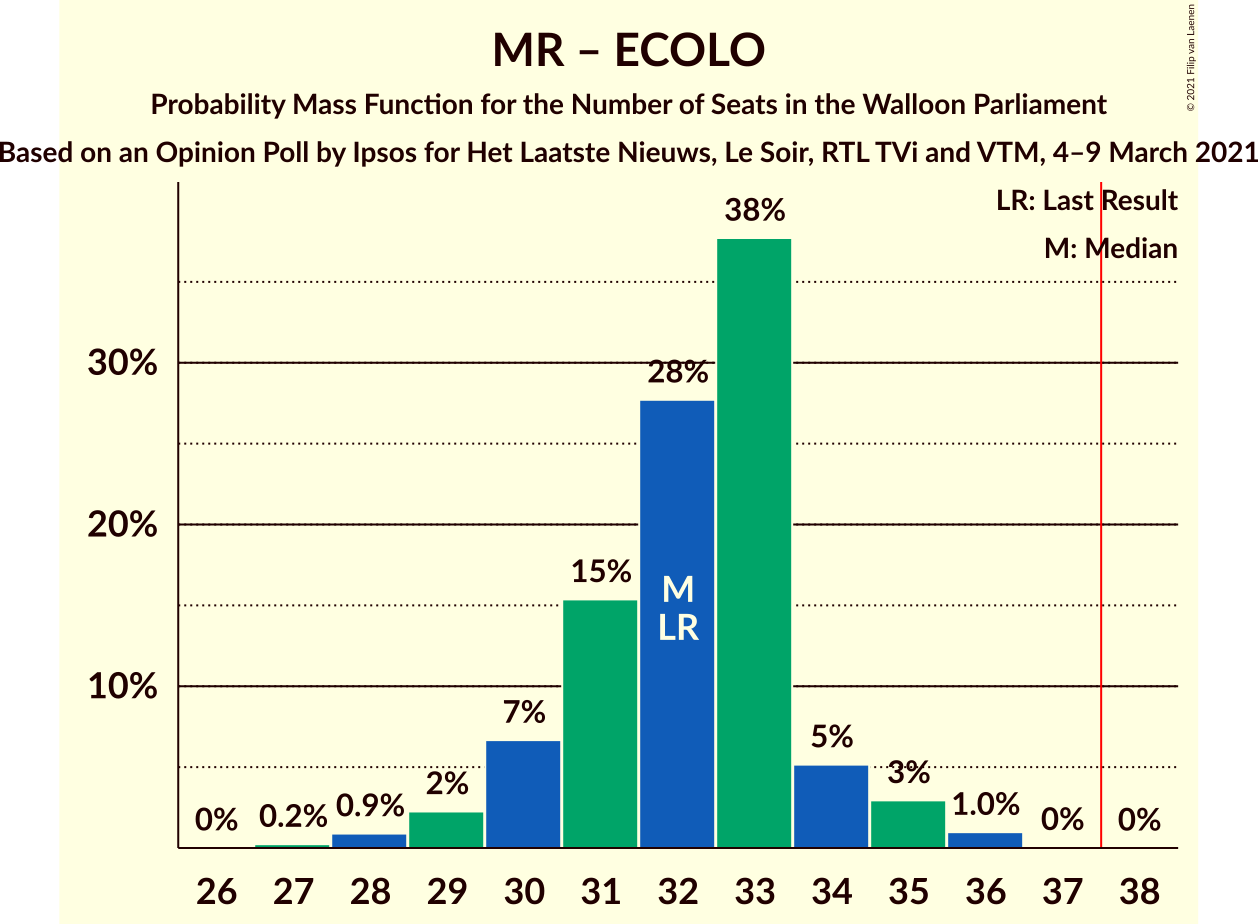 MR – ECOLO
Probability Mass Function for the Number of Seats in the Walloon Parliament
Based on an Opinion Poll by Ipsos for Het Laatste Nieuws, Le Soir, RTL TVi and VTM, 4–9 March 2021
© 2021 Filip van Laenen
LR: Last Result
M: Median
38%
30%
28%
20%
15%
M
LR
10%
7%
5%
3%
2%
0.9%
1.0%
0%
0.2%
0%
0%
26 27 28 29 30 31 32 33 34 35 36 37 38